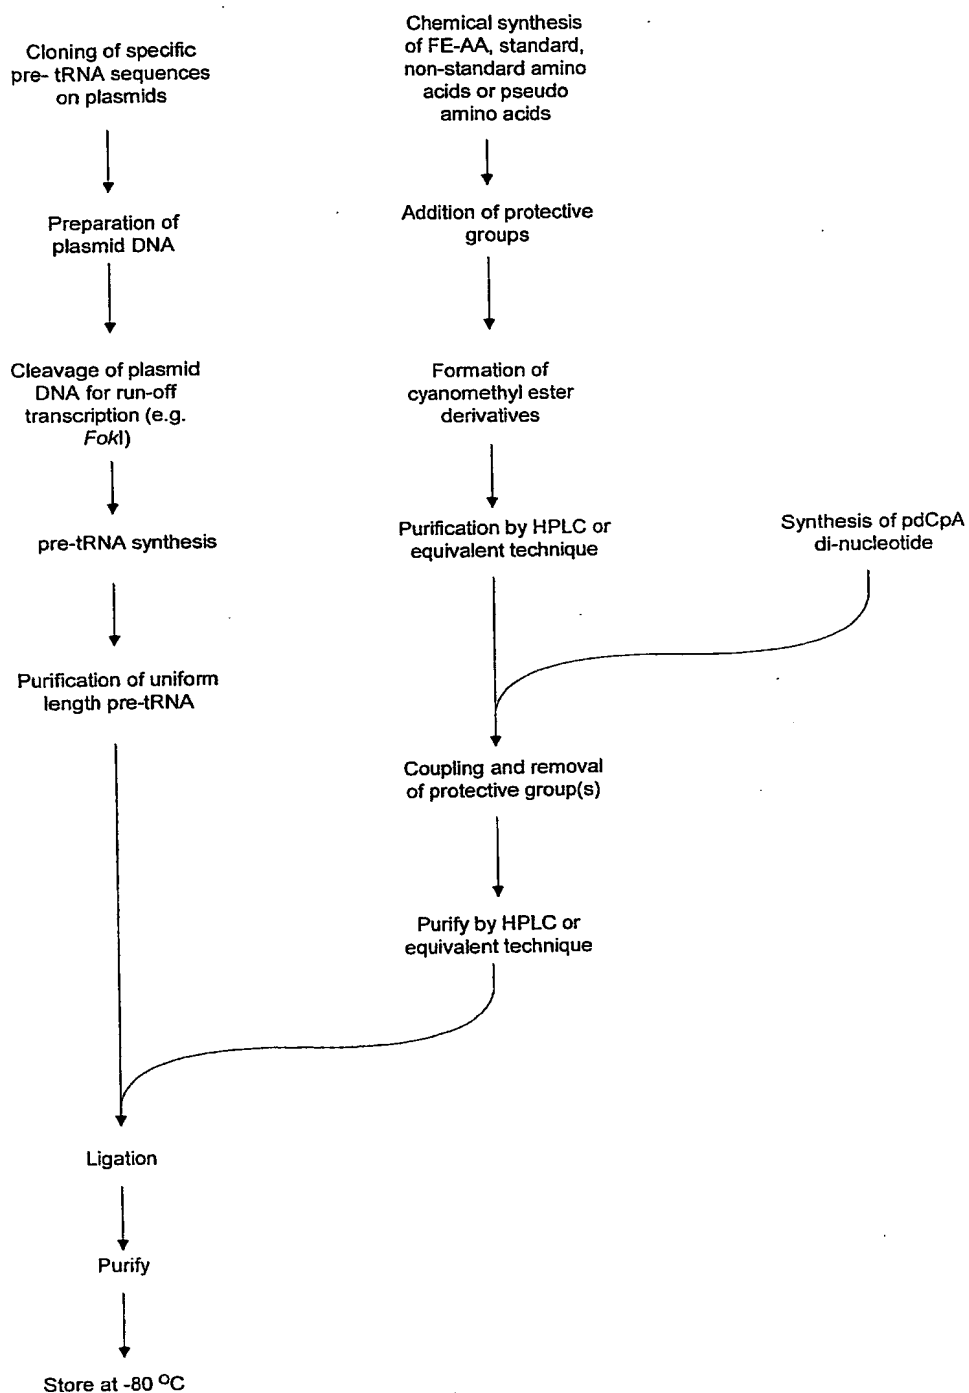 Cloning of specific
pre- tRNA sequences
on plasmids
Preparation of
plasmid DNA
Cleavage of plasmid
DNA for run-off
transcription (e.g.
FokI)
pre-tRNA synthesis
Purification of uniform
length pre-tRNA
Chemical synthesis
of FE-AA, standard,
non-standard amino
acids or pseudo
amino acids
Addition of protective
groups
Formation of
cyanomethyl ester
derivatives
Purification by HPLC or
equivalent technique
Synthesis of pdCpA
di-nucleotide
Coupling and removal
of protective group(s)
Purify by HPLC or
equivalent technique
Ligation
Purify
Store at -80 °C